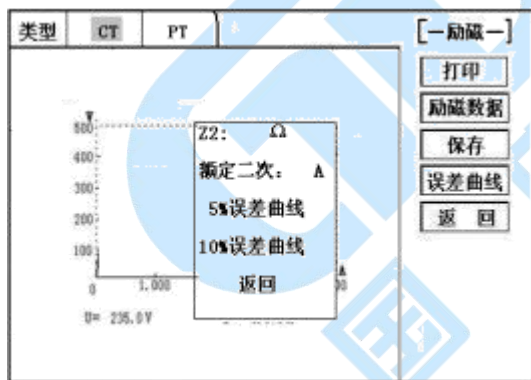 类型 CT PT
[—励磁—]
打印
励磁数据
保存
误差曲线
返 回
V
500
400
300
200
100
0
1.000
A
U= 235.0V
Z2: Ω
额定二次: A
5%误差曲线
10%误差曲线
返回